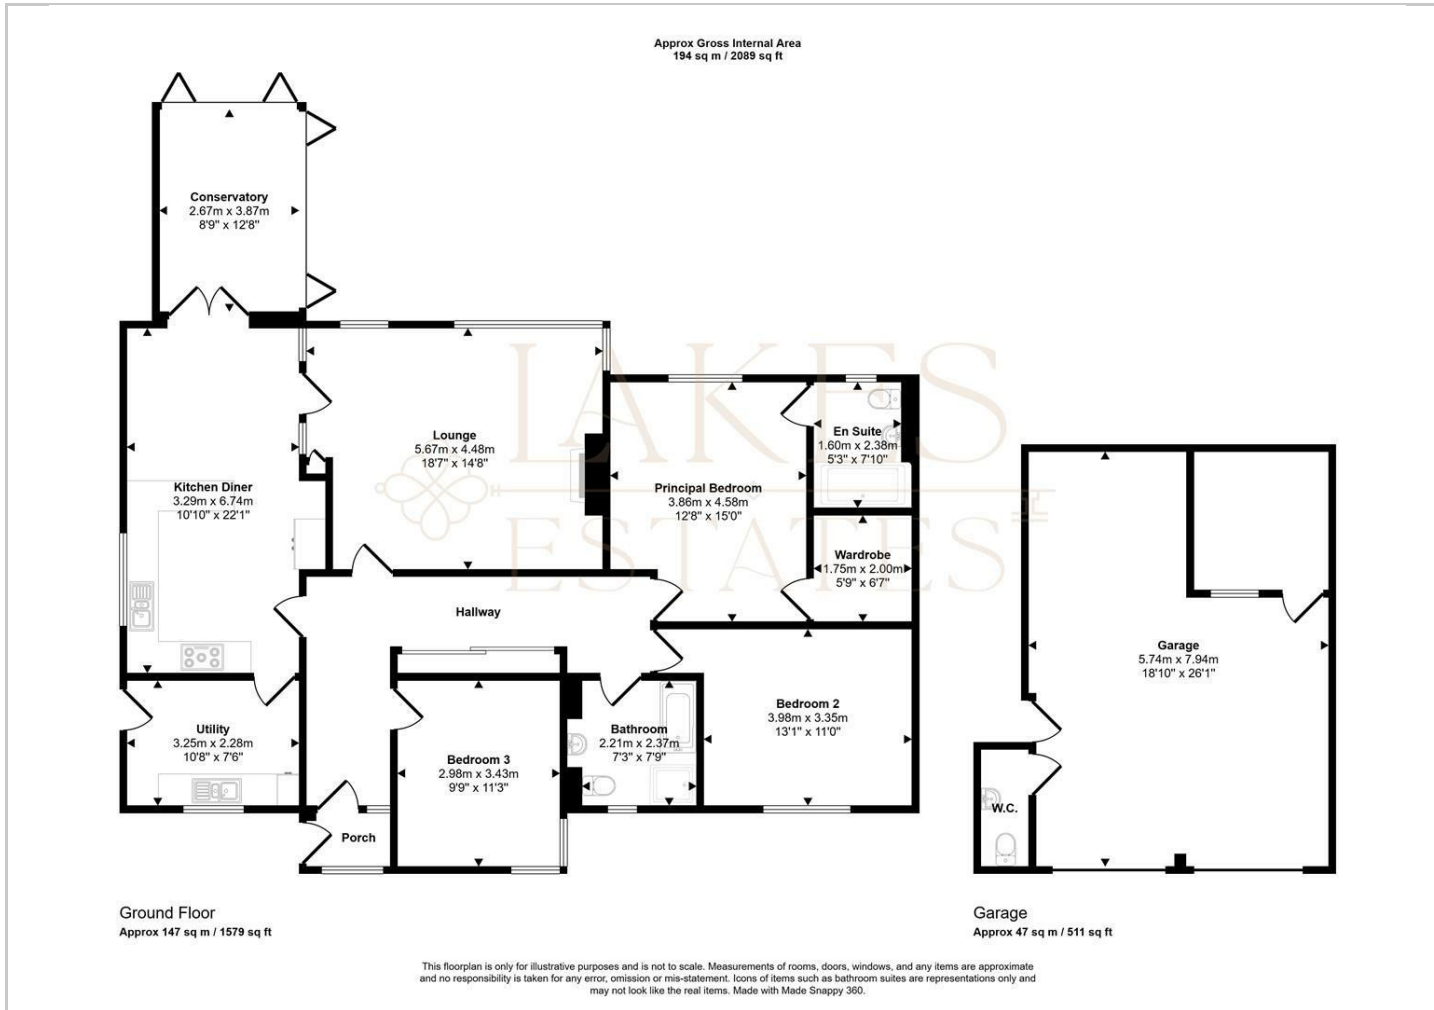 Approx Gross Internal Area
194 sq m / 2089 sq ft
Conservatory
2.67m x 3.87m
8'9" x 12'8"
LAKES
ESTATES
Lounge
5.67m x 4.48m
18'7" x 14'8"
En Suite
1.60m x 2.38m
5'3" x 7'10"
Kitchen Diner
3.29m x 6.74m
10'10" x 22'1"
Principal Bedroom
3.86m x 4.58m
12'8" x 15'0"
Wardrobe
1.75m x 2.00m
5'9" x 6'7"
Hallway
Garage
5.74m x 7.94m
18'10" x 26'1"
Utility
3.25m x 2.28m
10'8" x 7'6"
Bedroom 3
2.98m x 3.43m
9'9" x 11'3"
Bathroom
2.21m x 2.37m
7'3" x 7'9"
Bedroom 2
3.98m x 3.35m
13'1" x 11'0"
W.C.
Porch
Ground Floor
Approx 147 sq m / 1579 sq ft
Garage
Approx 47 sq m / 511 sq ft
This floorplan is only for illustrative purposes and is not to scale. Measurements of rooms, doors, windows, and any items are approximate
and no responsibility is taken for any error, omission or mis-statement. Icons of items such as bathroom suites are representations only and
may not look like the real items. Made with Made Snappy 360.